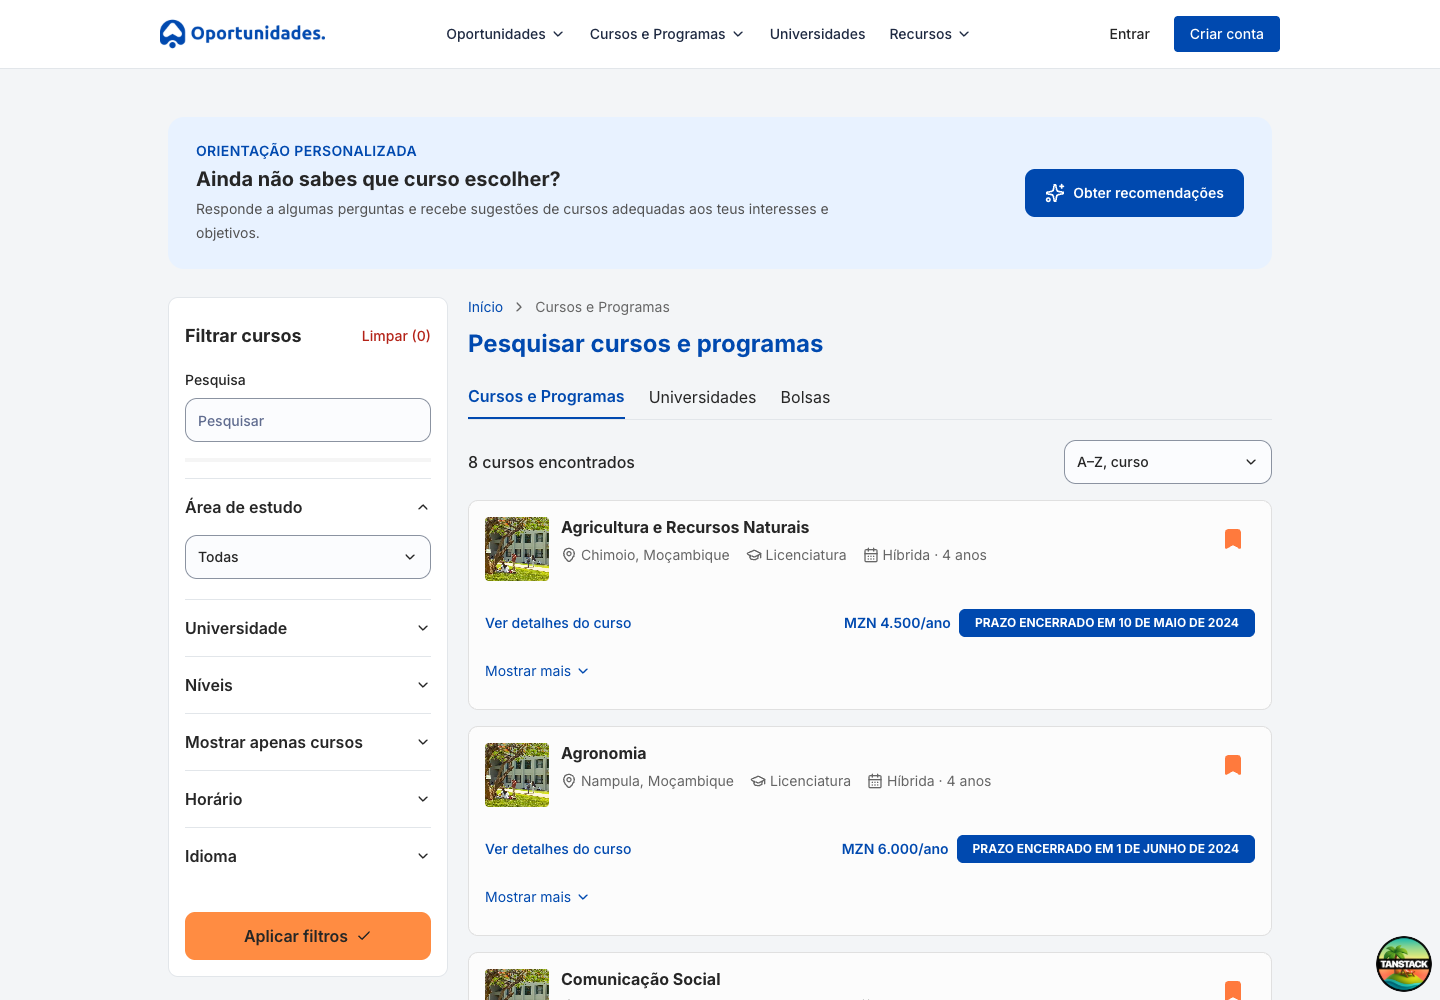 Oportunidades.
Oportunidades
Cursos e Programas
Universidades
Recursos
Entrar
Criar conta
ORIENTAÇÃO PERSONALIZADA
Ainda não sabes que curso escolher?
Responde a algumas perguntas e recebe sugestões de cursos adequadas aos teus interesses e
objetivos.
Obter recomendações
Filtrar cursos
Limpar (0)
Pesquisa
Pesquisar
Área de estudo
Todas
Universidade
Níveis
Mostrar apenas cursos
Horário
Idioma
Aplicar filtros
Início
Cursos e Programas
Pesquisar cursos e programas
Cursos e Programas
Universidades
Bolsas
8 cursos encontrados
A–Z, curso
Agricultura e Recursos Naturais
Chimoio, Moçambique
Licenciatura
Híbrida · 4 anos
Ver detalhes do curso
MZN 4.500/ano
PRAZO ENCERRADO EM 10 DE MAIO DE 2024
Mostrar mais
Agronomia
Nampula, Moçambique
Licenciatura
Híbrida · 4 anos
Ver detalhes do curso
MZN 6.000/ano
PRAZO ENCERRADO EM 1 DE JUNHO DE 2024
Mostrar mais
Comunicação Social
TANSTACK